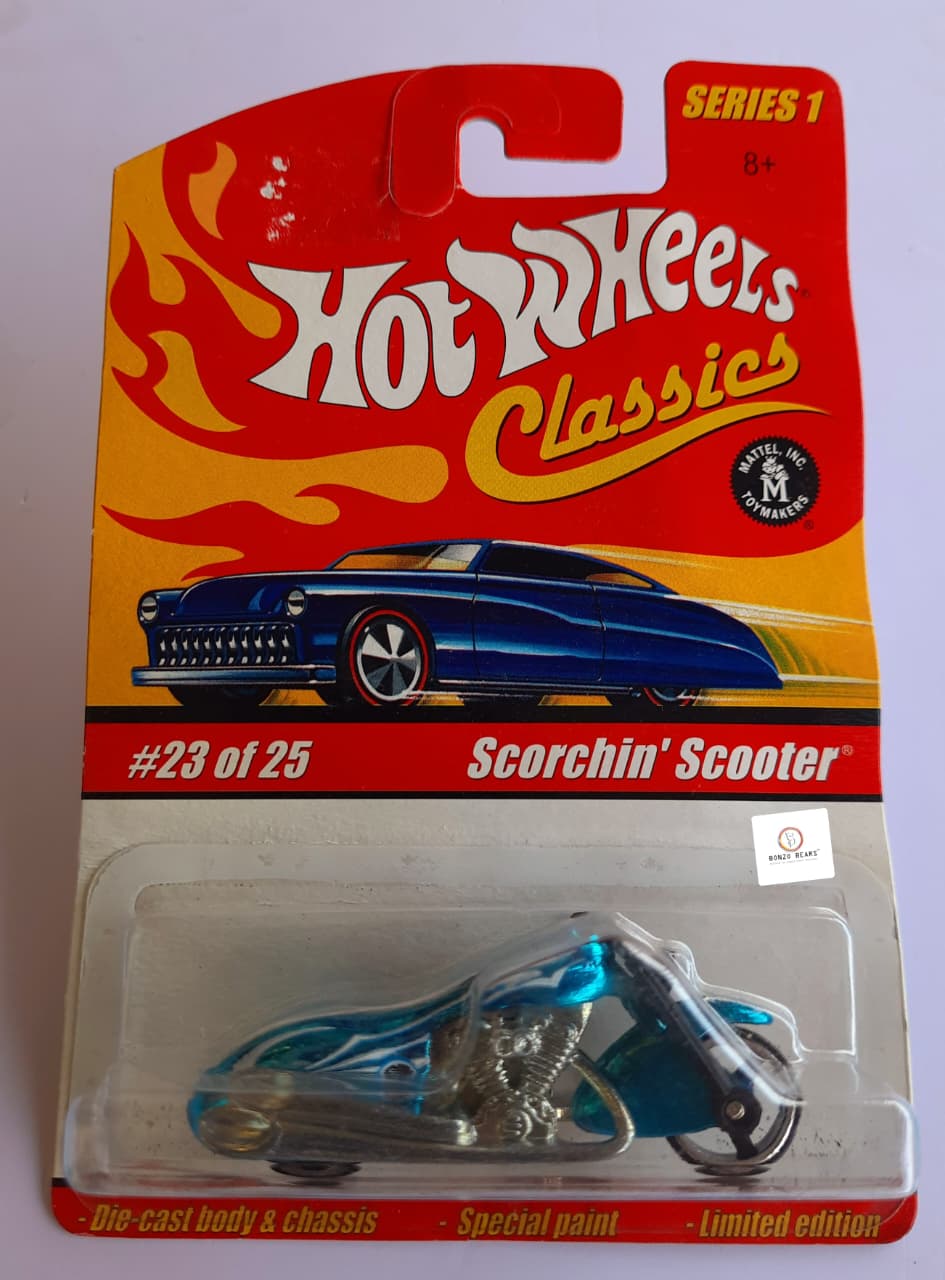 SERIES 1
8+
Hot Wheels®
Classics
MATTEL, INC.
M
TOYMAKERS
®
#23 of 25
Scorchin' Scooter®
BONZO BEARS
- Die-cast body & chassis - Special paint - Limited edition